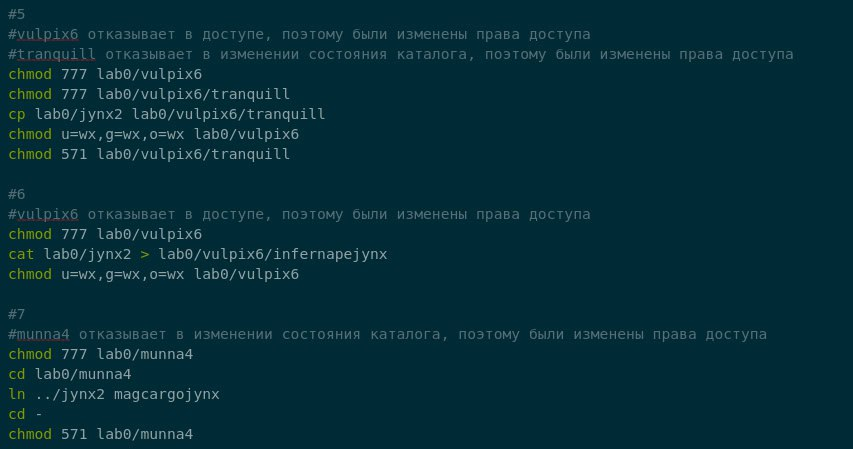 #5
#vulpix6 отказывает в доступе, поэтому были изменены права доступа
#tranquill отказывает в изменении состояния каталога, поэтому были изменены права доступа
chmod 777 lab0/vulpix6
chmod 777 lab0/vulpix6/tranquill
cp lab0/jynx2 lab0/vulpix6/tranquill
chmod u=wx,g=wx,o=wx lab0/vulpix6
chmod 571 lab0/vulpix6/tranquill
#6
#vulpix6 отказывает в доступе, поэтому были изменены права доступа
chmod 777 lab0/vulpix6
cat lab0/jynx2 > lab0/vulpix6/infernapejynx
chmod u=wx,g=wx,o=wx lab0/vulpix6
#7
#munna4 отказывает в изменении состояния каталога, поэтому были изменены права доступа
chmod 777 lab0/munna4
cd lab0/munna4
ln ../jynx2 magcargojynx
cd -
chmod 571 lab0/munna4